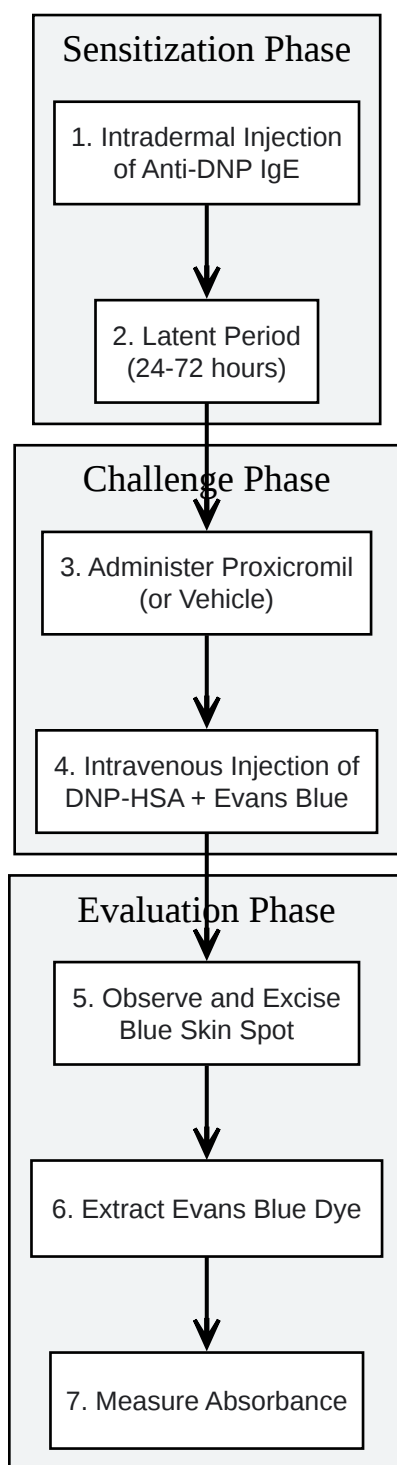 Sensitization Phase
1. Intradermal Injection
of Anti-DNP IgE
2. Latent Period
(24-72 hours)
Challenge Phase
3. Administer Proxicromil
(or Vehicle)
4. Intravenous Injection of
DNP-HSA + Evans Blue
Evaluation Phase
5. Observe and Excise
Blue Skin Spot
6. Extract Evans Blue Dye
7. Measure Absorbance